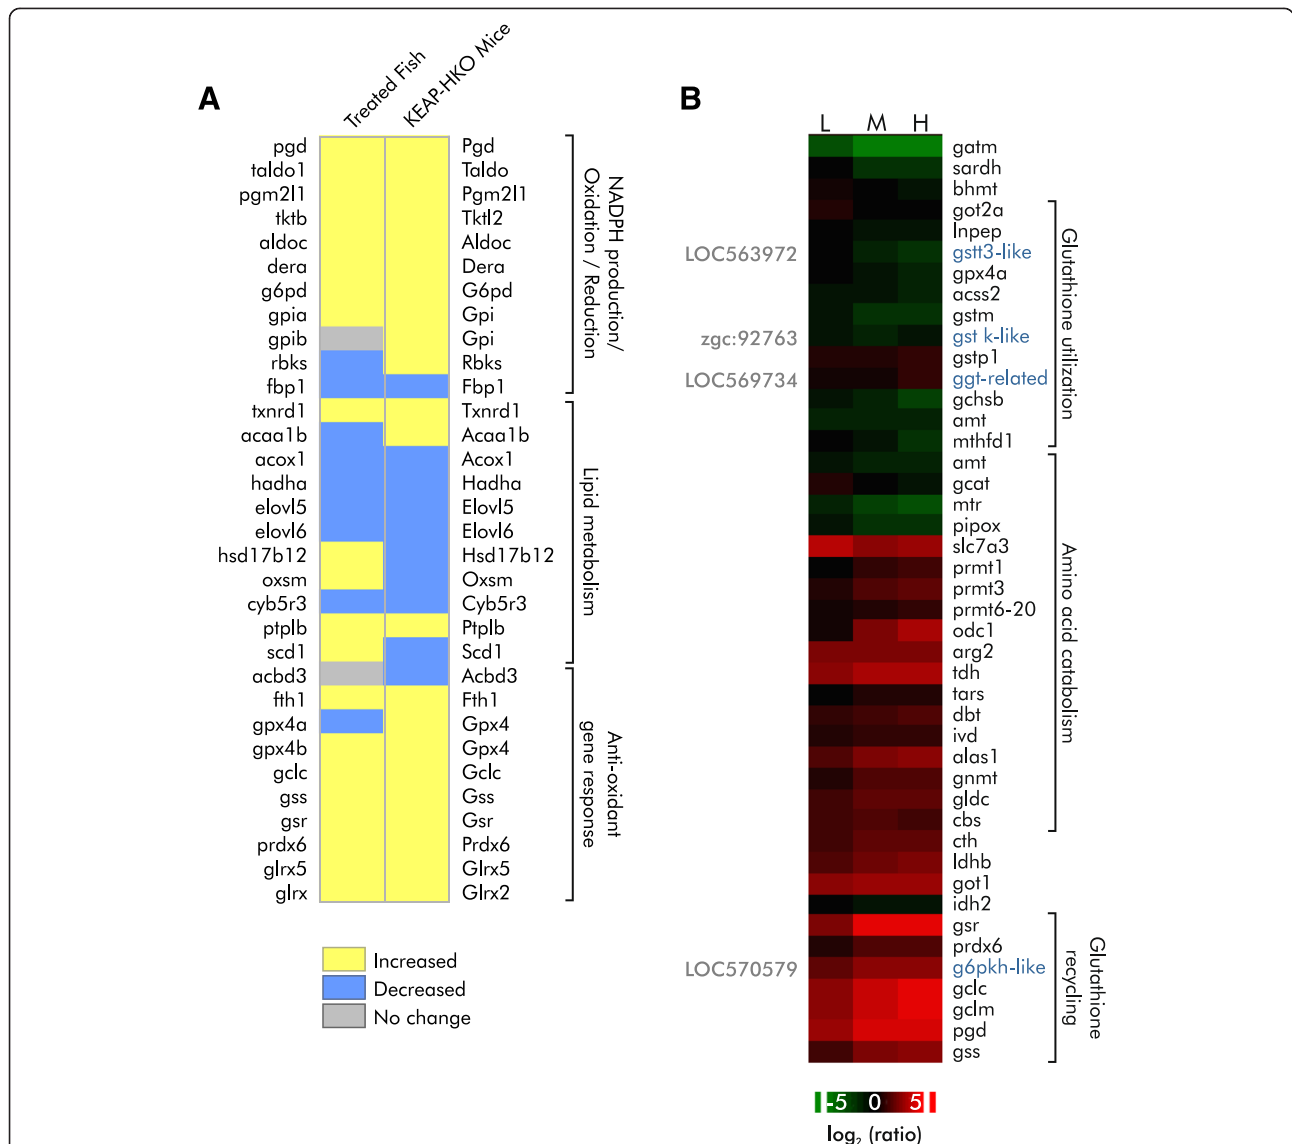 A
Treated Fish
KEAP-HKO Mice
pgd Pgd
taldo1 Taldo
pgm2l1 Pgm2l1
tktb Tktl2
aldoc Aldoc
dera Dera
g6pd G6pd
gpia Gpi
gpib Gpi
rbks Rbks
fbp1 Fbp1
txnrd1 Txnrd1
acaa1b Acaa1b
acox1 Acox1
hadha Hadha
elovl5 Elovl5
elovl6 Elovl6
hsd17b12 Hsd17b12
oxsm Oxsm
cyb5r3 Cyb5r3
ptplb Ptplb
scd1 Scd1
acbd3 Acbd3
fth1 Fth1
gpx4a Gpx4
gpx4b Gpx4
gclc Gclc
gss Gss
gsr Gsr
prdx6 Prdx6
glrx5 Glrx5
glrx Glrx2
NADPH production/
Oxidation / Reduction
Lipid metabolism
Anti-oxidant
gene response
Increased
Decreased
No change
B
L M H
gatm
sardh
bhmt
got2a
lnpep
LOC563972 gstt3-like
gpx4a
acss2
gstm
zgc:92763 gst k-like
gstp1
LOC569734 ggt-related
gchsb
amt
mthfd1
amt
gcat
mtr
pipox
slc7a3
prmt1
prmt3
prmt6-20
odc1
arg2
tdh
tars
dbt
ivd
alas1
gnmt
gldc
cbs
cth
ldhb
got1
idh2
gsr
prdx6
LOC570579 g6pkh-like
gclc
gclm
pgd
gss
Glutathione utilization
Amino acid catabolism
Glutathione
recycling
-5 0 5
log₂ (ratio)